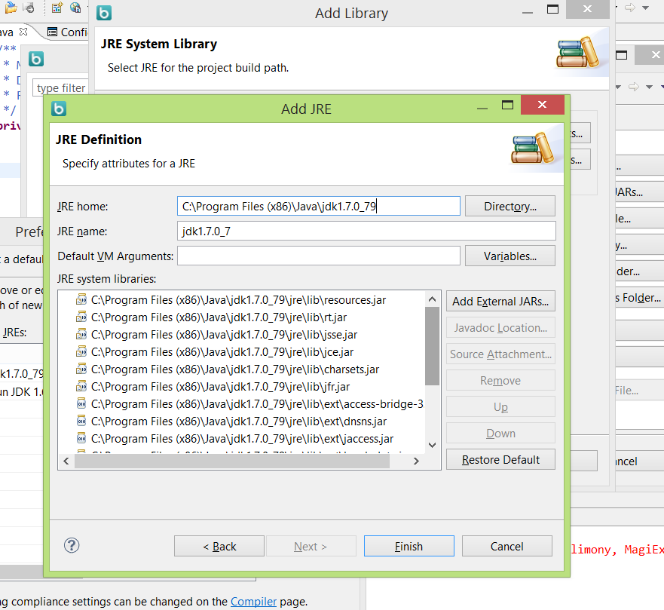 Add Library
JRE System Library
Select JRE for the project build path.
ava
Confi
/**
* M
* D
* F
*/
priv
type filter
Add JRE
JRE Definition
Specify attributes for a JRE
JRE home:
C:\Program Files (x86)\Java\jdk1.7.0_79
Directory...
JRE name:
jdk1.7.0_7
Default VM Arguments:
Variables...
JRE system libraries:
C:\Program Files (x86)\Java\jdk1.7.0_79\jre\lib\resources.jar
C:\Program Files (x86)\Java\jdk1.7.0_79\jre\lib\rt.jar
C:\Program Files (x86)\Java\jdk1.7.0_79\jre\lib\jsse.jar
C:\Program Files (x86)\Java\jdk1.7.0_79\jre\lib\jce.jar
C:\Program Files (x86)\Java\jdk1.7.0_79\jre\lib\charsets.jar
C:\Program Files (x86)\Java\jdk1.7.0_79\jre\lib\jfr.jar
C:\Program Files (x86)\Java\jdk1.7.0_79\jre\lib\ext\access-bridge-3
C:\Program Files (x86)\Java\jdk1.7.0_79\jre\lib\ext\dnsns.jar
C:\Program Files (x86)\Java\jdk1.7.0_79\jre\lib\ext\jaccess.jar
Add External JARs...
Javadoc Location...
Source Attachment...
Remove
Up
Down
Restore Default
< Back
Next >
Finish
Cancel
Prefe
t a default
ove or ed
h of new
JREs:
k1.7.0_79
un JDK 1.6
s...
s...
...
JARs...
le...
y...
der...
s Folder...
File...
ncel
limony, MagiEx
ng compliance settings can be changed on the Compiler page.